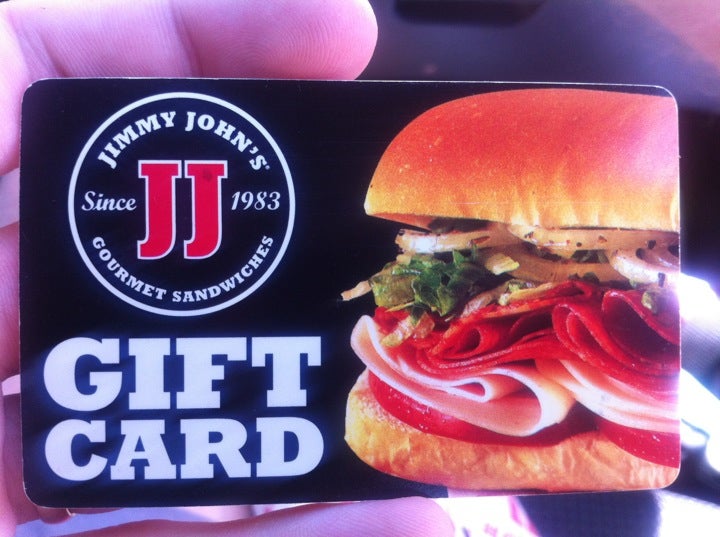 JIMMY JOHN'S®
Since JJ 1983
GOURMET SANDWICHES
GIFT
CARD